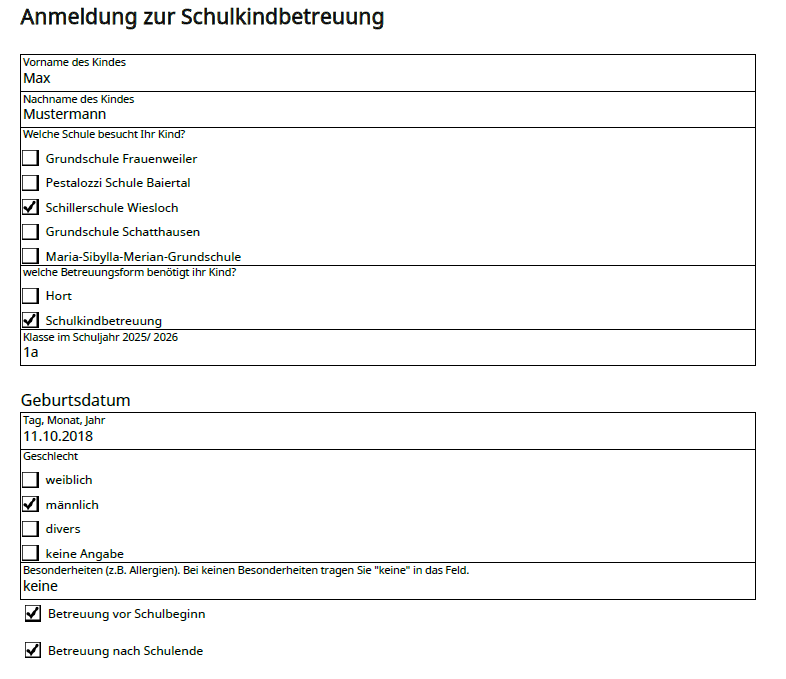 Anmeldung zur Schulkindbetreuung
Vorname des Kindes
Max
Nachname des Kindes
Mustermann
Welche Schule besucht Ihr Kind?
Grundschule Frauenweiler
Pestalozzi Schule Baiertal
Schillerschule Wiesloch
Grundschule Schatthausen
Maria-Sibylla-Merian-Grundschule
welche Betreuungsform benötigt ihr Kind?
Hort
Schulkindbetreuung
Klasse im Schuljahr 2025/ 2026
1a
Geburtsdatum
Tag, Monat, Jahr
11.10.2018
Geschlecht
weiblich
männlich
divers
keine Angabe
Besonderheiten (z.B. Allergien). Bei keinen Besonderheiten tragen Sie "keine" in das Feld.
keine
Betreuung vor Schulbeginn
Betreuung nach Schulende